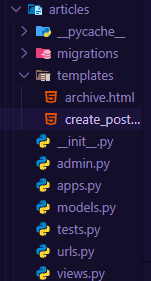 articles
__pycache__
migrations
templates
archive.html
create_post...
__init__.py
admin.py
apps.py
models.py
tests.py
urls.py
views.py